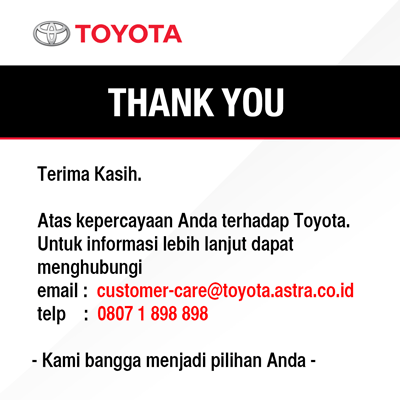 TOYOTA
THANK YOU
Terima Kasih.
Atas kepercayaan Anda terhadap Toyota.
Untuk informasi lebih lanjut dapat
menghubungi
email : customer-care@toyota.astra.co.id
telp : 0807 1 898 898
- Kami bangga menjadi pilihan Anda -